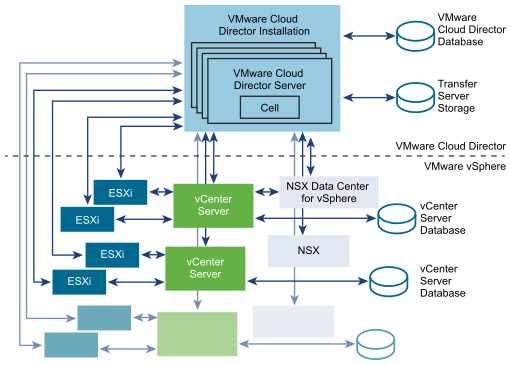 VMware Cloud
Director Installation
VMware
Cloud Director
Database
VMware Cloud
Director Server
Cell
Transfer
Server
Storage
VMware Cloud Director
VMware vSphere
ESXi
vCenter
Server
NSX Data Center
for vSphere
ESXi
vCenter
Server
Database
ESXi
vCenter
Server
NSX
ESXi
vCenter
Server
Database